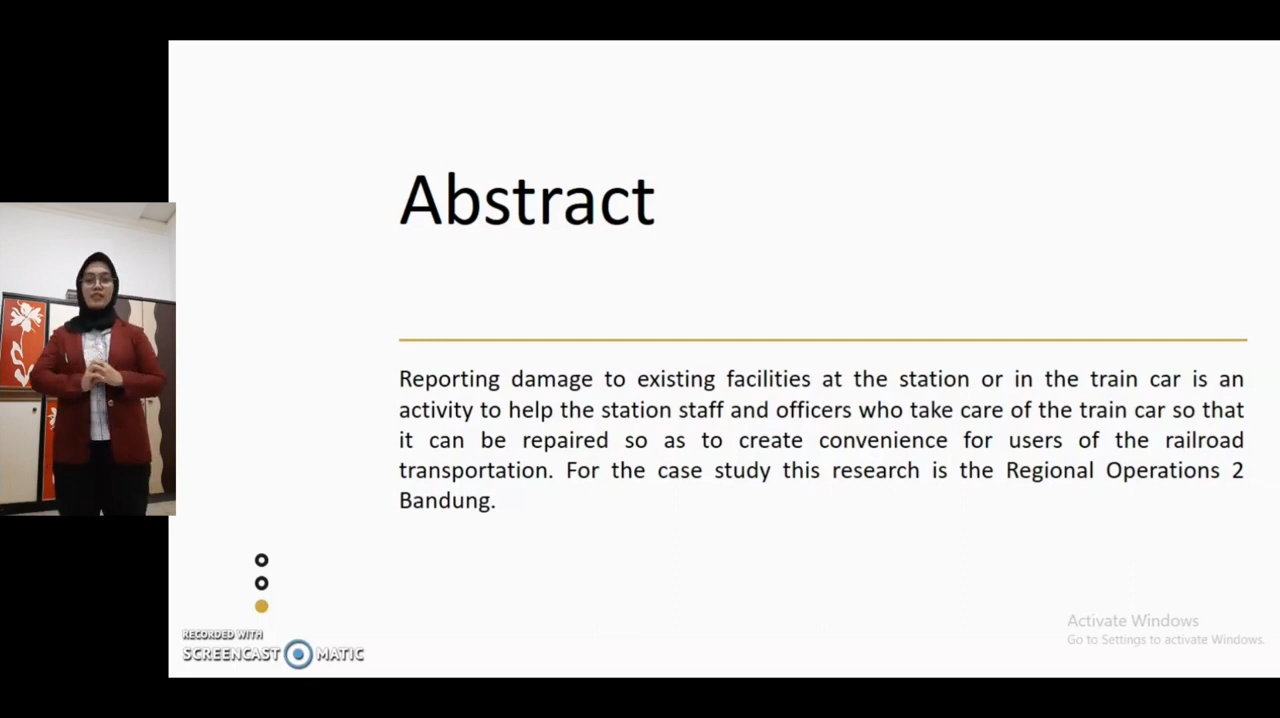 Abstract
Reporting damage to existing facilities at the station or in the train car is an
activity to help the station staff and officers who take care of the train car so that
it can be repaired so as to create convenience for users of the railroad
transportation. For the case study this research is the Regional Operations 2
Bandung.
RECORDED WITH
SCREENCAST MATIC
Activate Windows
Go to Settings to activate Windows.